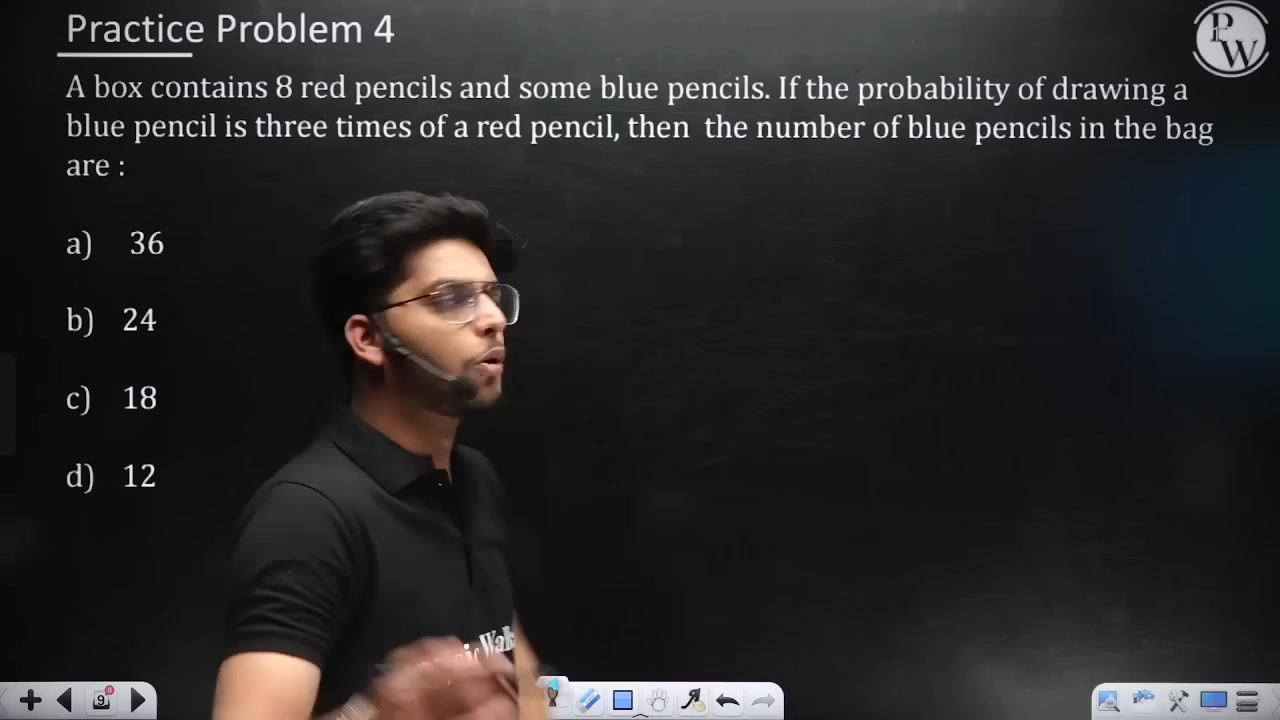 Practice Problem 4
PW
A box contains 8 red pencils and some blue pencils. If the probability of drawing a
blue pencil is three times of a red pencil, then the number of blue pencils in the bag
are :
a) 36
b) 24
c) 18
d) 12